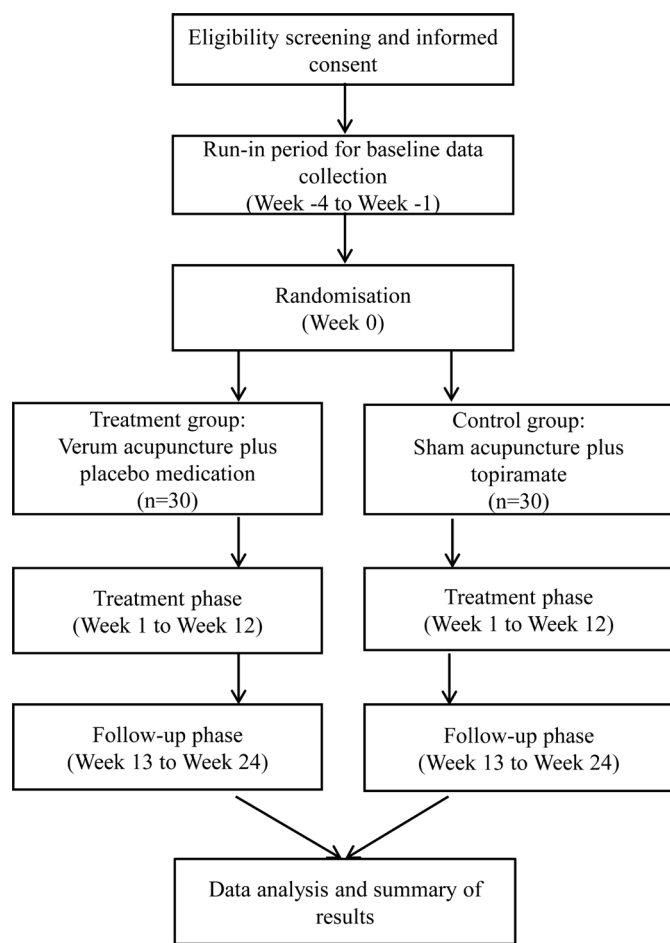 Eligibility screening and informed
consent
Run-in period for baseline data
collection
(Week -4 to Week -1)
Randomisation
(Week 0)
Treatment group:
Verum acupuncture plus
placebo medication
(n=30)
Control group:
Sham acupuncture plus
topiramate
(n=30)
Treatment phase
(Week 1 to Week 12)
Treatment phase
(Week 1 to Week 12)
Follow-up phase
(Week 13 to Week 24)
Follow-up phase
(Week 13 to Week 24)
Data analysis and summary of
results